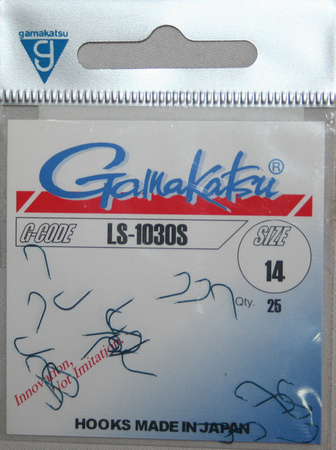 gamakatsu
g
Gamakatsu®
G-CODE LS-1030S SIZE
14
Qty. 25
Innovation,
Not Imitation.
HOOKS MADE IN JAPAN